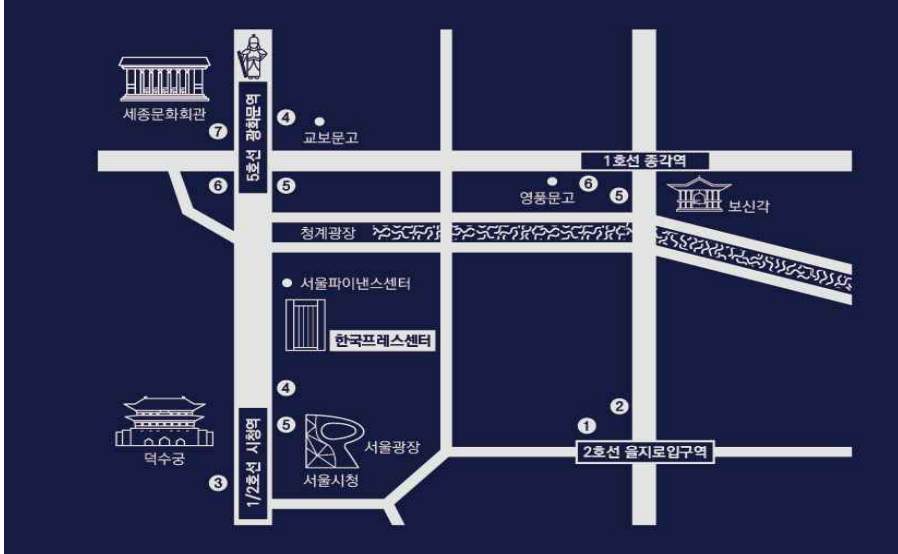 세종문화회관
⑦
5호선 광화문역
④
교보문고
1호선 종각역
⑥
⑤
영풍문고
⑥
⑤
보신각
청계광장
서울파이낸스센터
한국프레스센터
④
덕수궁
③
1/2호선 시청역
⑤
서울광장
서울시청
①
②
2호선 을지로입구역